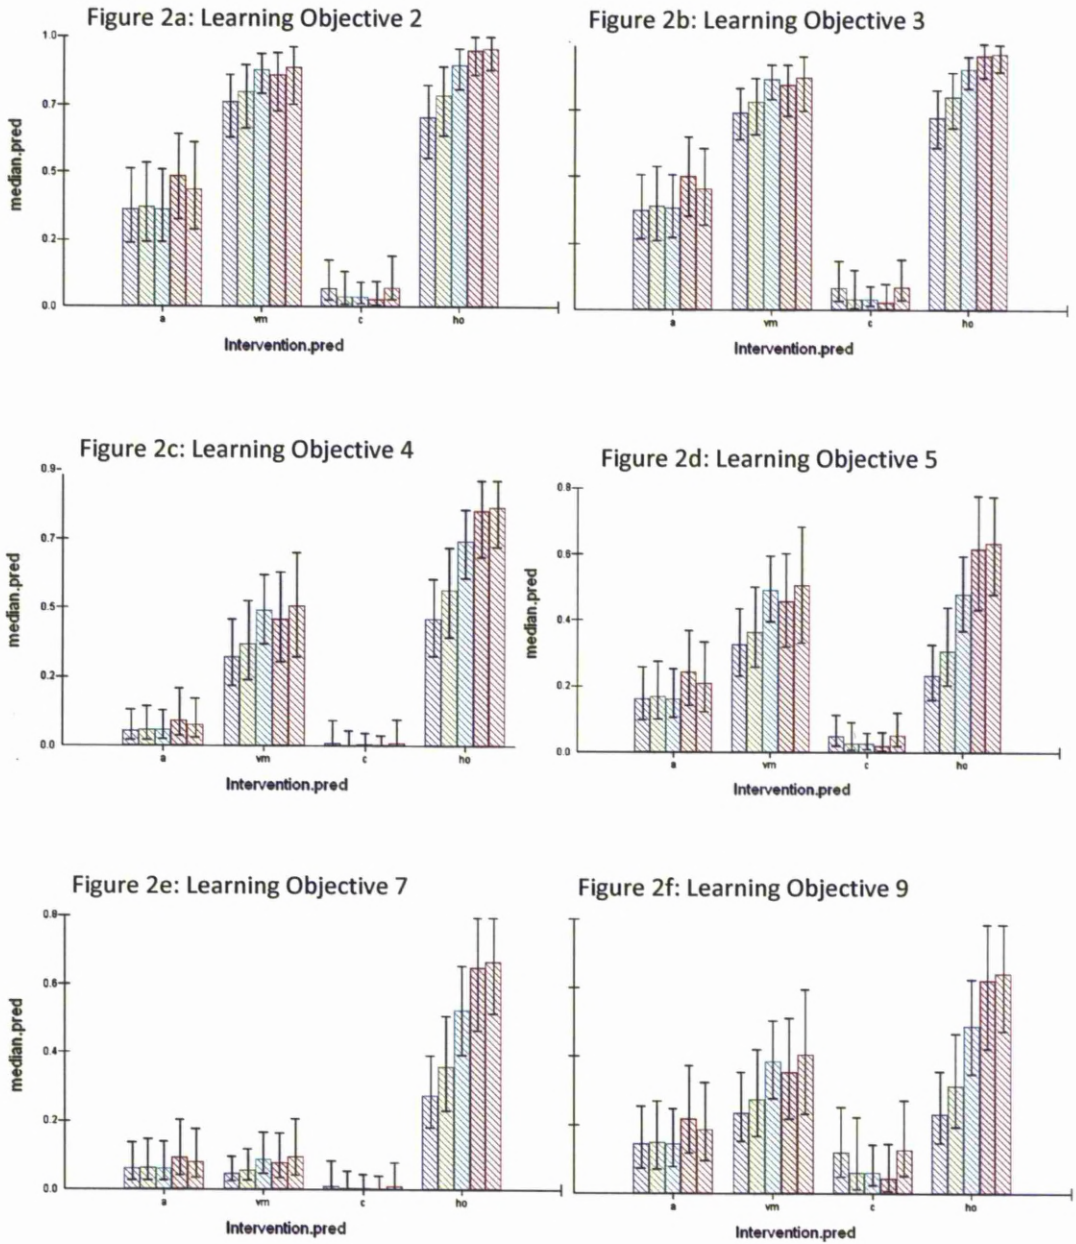 Figure 2a: Learning Objective 2
1.0
0.7
0.5
0.2
0.0
median.pred
a vm c ho
Intervention.pred
Figure 2b: Learning Objective 3
a vm c ho
Intervention.pred
Figure 2c: Learning Objective 4
0.9
0.7
0.5
0.2
0.0
median.pred
a vm c ho
Intervention.pred
Figure 2d: Learning Objective 5
0.8
0.6
0.4
0.2
0.0
median.pred
a vm c ho
Intervention.pred
Figure 2e: Learning Objective 7
0.8
0.6
0.4
0.2
0.0
median.pred
a vm c ho
Intervention.pred
Figure 2f: Learning Objective 9
a vm c ho
Intervention.pred